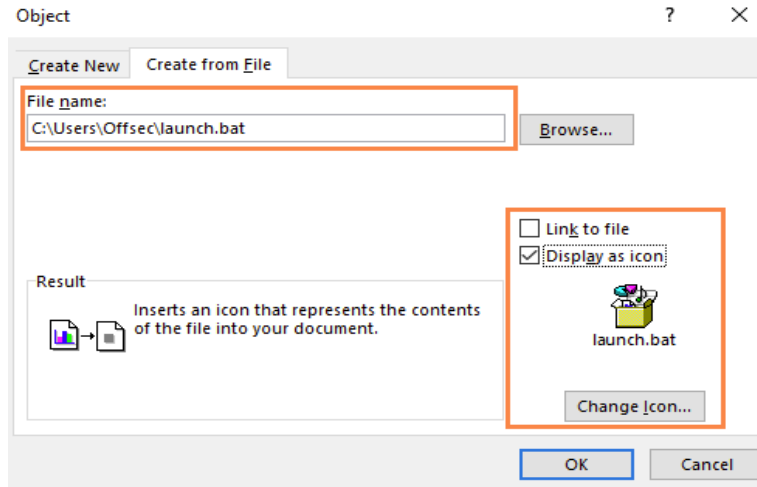 Object
?
Create New
Create from File
File name:
C:\Users\Offsec\launch.bat
Browse...
Link to file
Display as icon
Result
Inserts an icon that represents the contents
of the file into your document.
launch.bat
Change Icon...
OK
Cancel